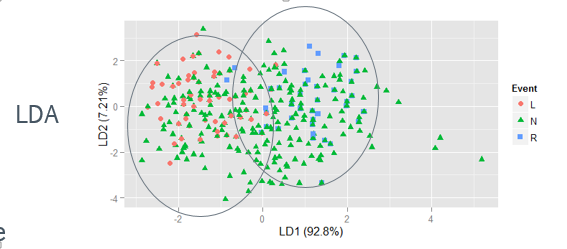 LDA
LD2 (7.21%)
2
0
-2
-4
-2
0
2
4
LD1 (92.8%)
Event
L
N
R
e